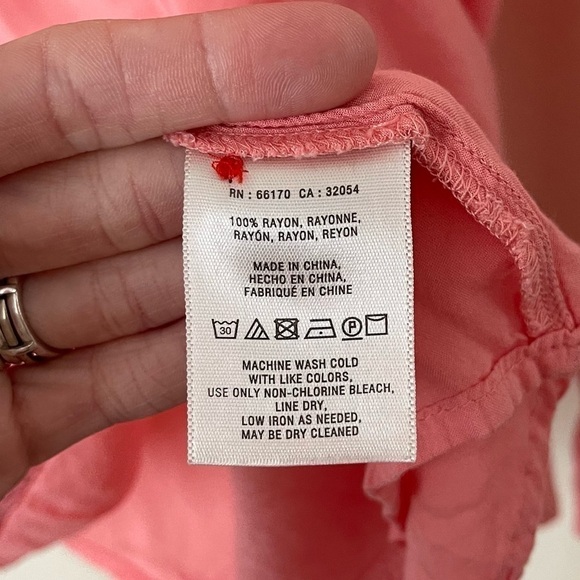 RN : 66170 CA : 32054
100% RAYON, RAYONNE,
RAYÓN, RAYON, REYON
MADE IN CHINA,
HECHO EN CHINA,
FABRIQUÉ EN CHINE
30 P
MACHINE WASH COLD
WITH LIKE COLORS,
USE ONLY NON-CHLORINE BLEACH,
LINE DRY,
LOW IRON AS NEEDED,
MAY BE DRY CLEANED